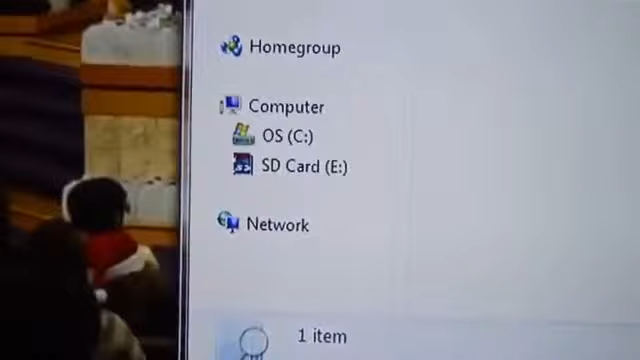 Homegroup
Computer
OS (C:)
SD Card (E:)
Network
1 item